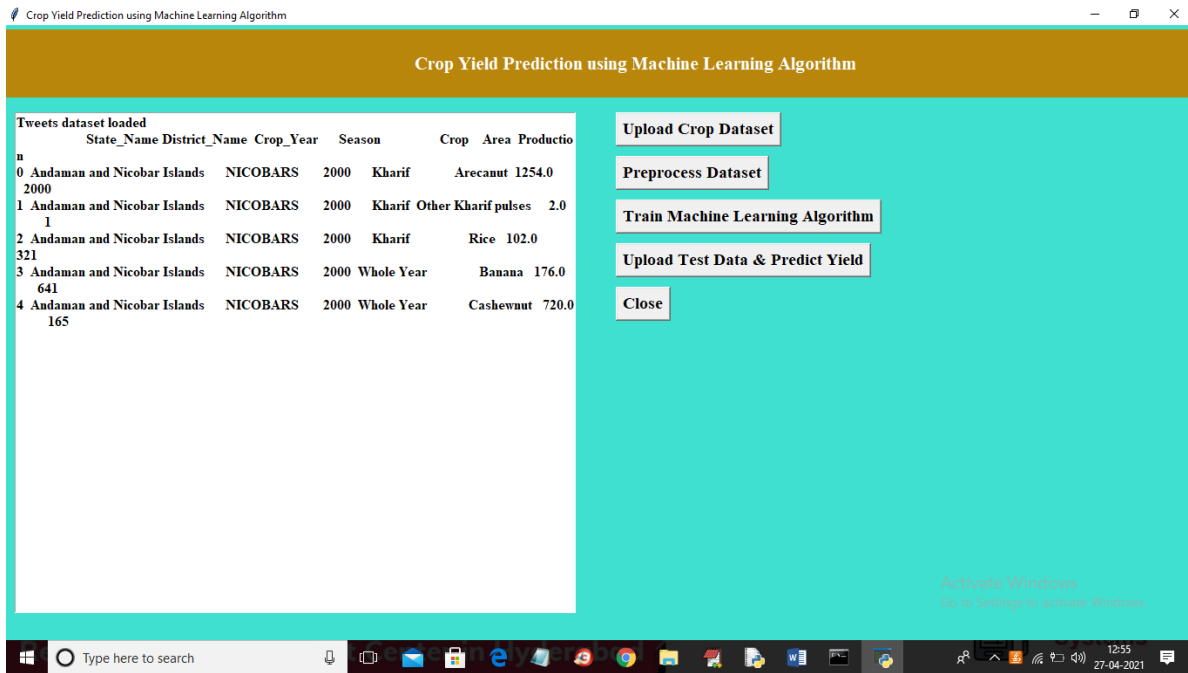 Crop Yield Prediction using Machine Learning Algorithm
Crop Yield Prediction using Machine Learning Algorithm
Tweets dataset loaded
State_Name District_Name Crop_Year Season Crop Area Productio
n
0 Andaman and Nicobar Islands NICOBARS 2000 Kharif Arecanut 1254.0
2000
1 Andaman and Nicobar Islands NICOBARS 2000 Kharif Other Kharif pulses 2.0
1
2 Andaman and Nicobar Islands NICOBARS 2000 Kharif Rice 102.0
321
3 Andaman and Nicobar Islands NICOBARS 2000 Whole Year Banana 176.0
641
4 Andaman and Nicobar Islands NICOBARS 2000 Whole Year Cashewnut 720.0
165
Upload Crop Dataset
Preprocess Dataset
Train Machine Learning Algorithm
Upload Test Data & Predict Yield
Close
Activate Windows
Go to Settings to activate Windows.
Type here to search
12:55
27-04-2021